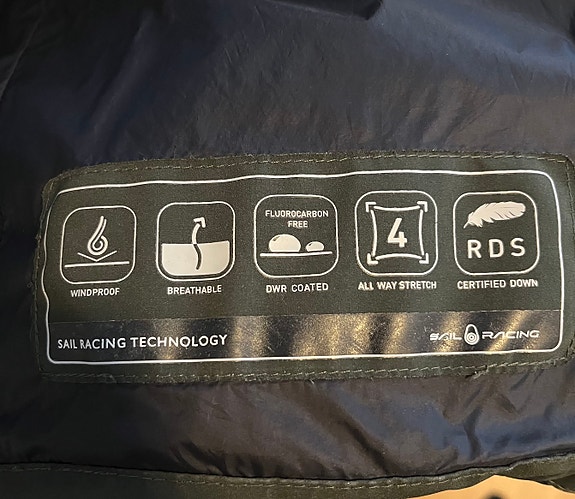 WINDPROOF
BREATHABLE
FLUOROCARBON
FREE
DWR COATED
4
ALL WAY STRETCH
RDS
CERTIFIED DOWN
SAIL RACING TECHNOLOGY
SAIL RACING